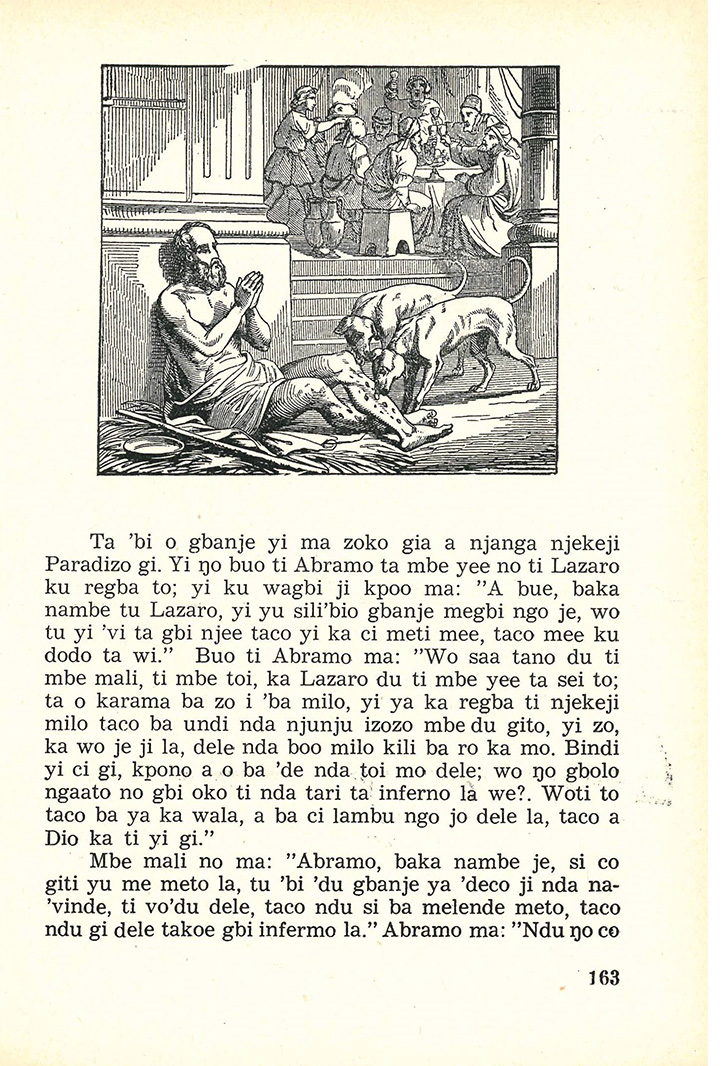 Ta ’bi o gbanje yi ma zoko gia a njanga njekeji
Paradizo gi. Yi ŋo buo ti Abramo ta mbe yee no ti Lazaro
ku regba to; yi ku wagbi ji kpoo ma: ”A bue, baka
nambe tu Lazaro, yi yu sili’bio gbanje megbi ngo je, wo
tu yi ’vi ta gbi njee taco yi ka ci meti mee, taco mee ku
dodo ta wi.” Buo ti Abramo ma: ”Wo saa tano du ti
mbe mali, ti mbe toi, ka Lazaro du ti mbe yee ta sei to;
ta o karama ba zo i ’ba milo, yi ya ka regba ti njekeji
milo taco ba undi nda njunju izozo mbe du gito, yi zo,
ka wo je ji la, dele nda boo milo kili ba ro ka mo. Bindi
yi ci gi, kpono a o ba ’de nda toi mo dele; wo ŋo gbolo
ngaato no gbi oko ti nda tari ta inferno la we?. Woti to
taco ba ya ka wala, a ba ci lambu ngo jo dele la, taco a
Dio ka ti yi gi.”
Mbe mali no ma: ”Abramo, baka nambe je, si co
giti yu me meto la, tu ’bi ’du gbanje ya ’deco ji nda na-
’vinde, ti vo’du dele, taco ndu si ba melende meto, taco
ndu gi dele takoe gbi infermo la.” Abramo ma: ”Ndu ŋo co
163